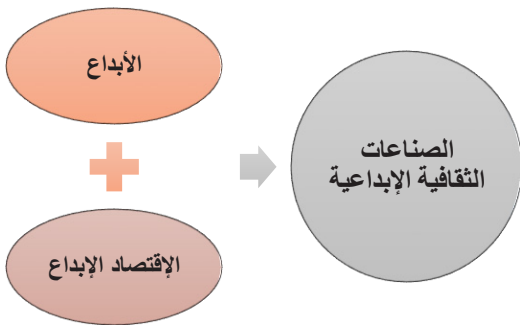 الأبداع
الإقتصاد الإبداع
الصناعات
الثقافية الإبداعية